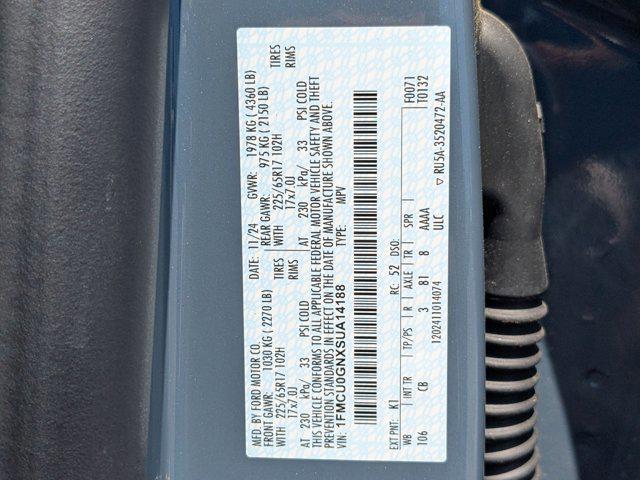 MFD. BY FORD MOTOR CO.
DATE: 11/24 GVWR: 1978 KG ( 4360 LB)
FRONT GAWR: 1030 KG ( 2270 LB) REAR GAWR: 975 KG ( 2150 LB)
WITH 225/65R17 102H TIRES WITH 225/65R17 102H TIRES
17x7.0J RIMS 17x7.0J RIMS
AT 230 kPa/ 33 PSI COLD AT 230 kPa/ 33 PSI COLD
THIS VEHICLE CONFORMS TO ALL APPLICABLE FEDERAL MOTOR VEHICLE SAFETY AND THEFT
PREVENTION STANDARDS IN EFFECT ON THE DATE OF MANUFACTURE SHOWN ABOVE.
VIN: 1FMCU0GNXSUA14188 TYPE: MPV
EXT PNT: K1 RC: 52 DSO: F0071
T0132
WB INT TR TP/PS R AXLE TR SPR
106 CB 3 B1 8 AAAA
ULC
▽ RU5A-3520472-AA
120241101407​4